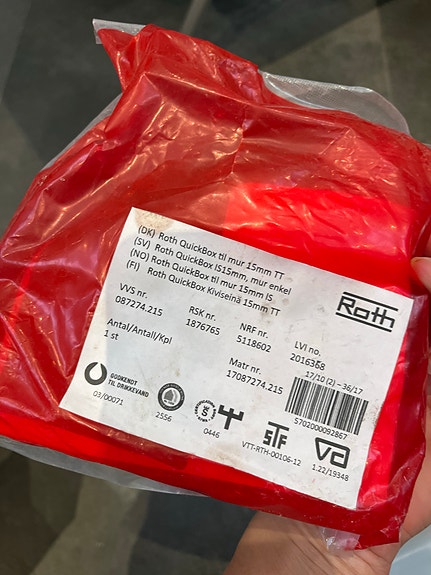 (DK) Roth QuickBox til mur 15mm TT
(SV) Roth QuickBox IS15mm, mur enkel
(NO) Roth QuickBox til mur 15mm IS
(FI) Roth QuickBox Kiviseinä 15mm TT
Roth
VVS nr.
087274.215
RSK nr.
1876765
NRF nr.
5118602
LVI no.
2016368
17/10 (2) – 36/17
Antal/Antall/Kpl
1 st
Matr nr.
17087274.215
5702000092867
GODKENDT
TIL DRIKKEVAND
03/00071
2556
0446
STF
VTT-RTH-00106-12
1.22/19348